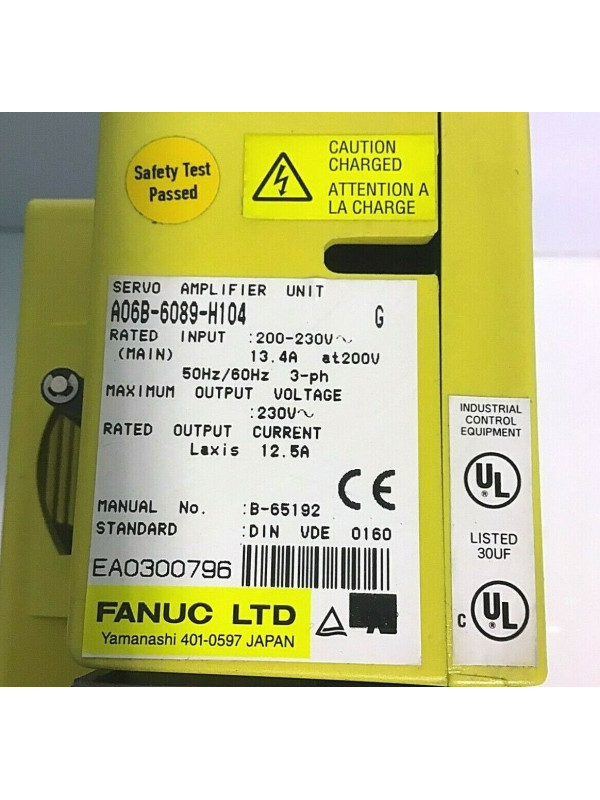 Safety Test
Passed
CAUTION
CHARGED
ATTENTION A
LA CHARGE
SERVO AMPLIFIER UNIT
A06B-6089-H104 G
RATED INPUT :200-230V~
(MAIN) 13.4A at200V
50Hz/60Hz 3-ph
MAXIMUM OUTPUT VOLTAGE
:230V~
RATED OUTPUT CURRENT
Laxis 12.5A
CE
MANUAL No. :B-65192
STANDARD :DIN VDE 0160
EA0300796
FANUC LTD
Yamanashi 401-0597 JAPAN
INDUSTRIAL
CONTROL
EQUIPMENT
UL
®
LISTED
30UF
C UL
®